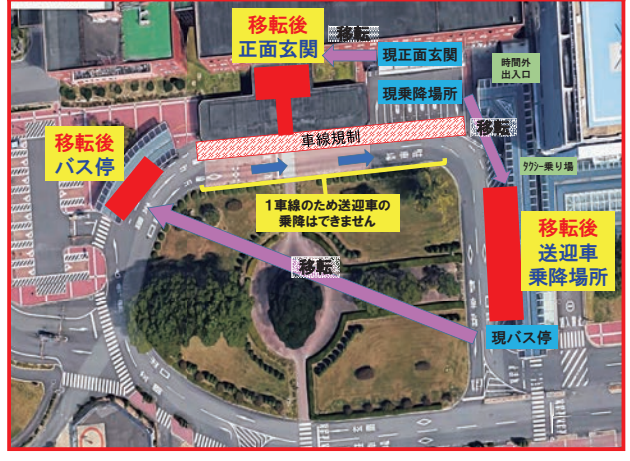 移転後
正面玄関
移転
現正面玄関
現乗降場所
時間外
出入口
移転
車線規制
移転後
バス停
タクシー乗り場
1車線のため送迎車の
乗降はできません
移転後
送迎車
乗降場所
移転
現バス停